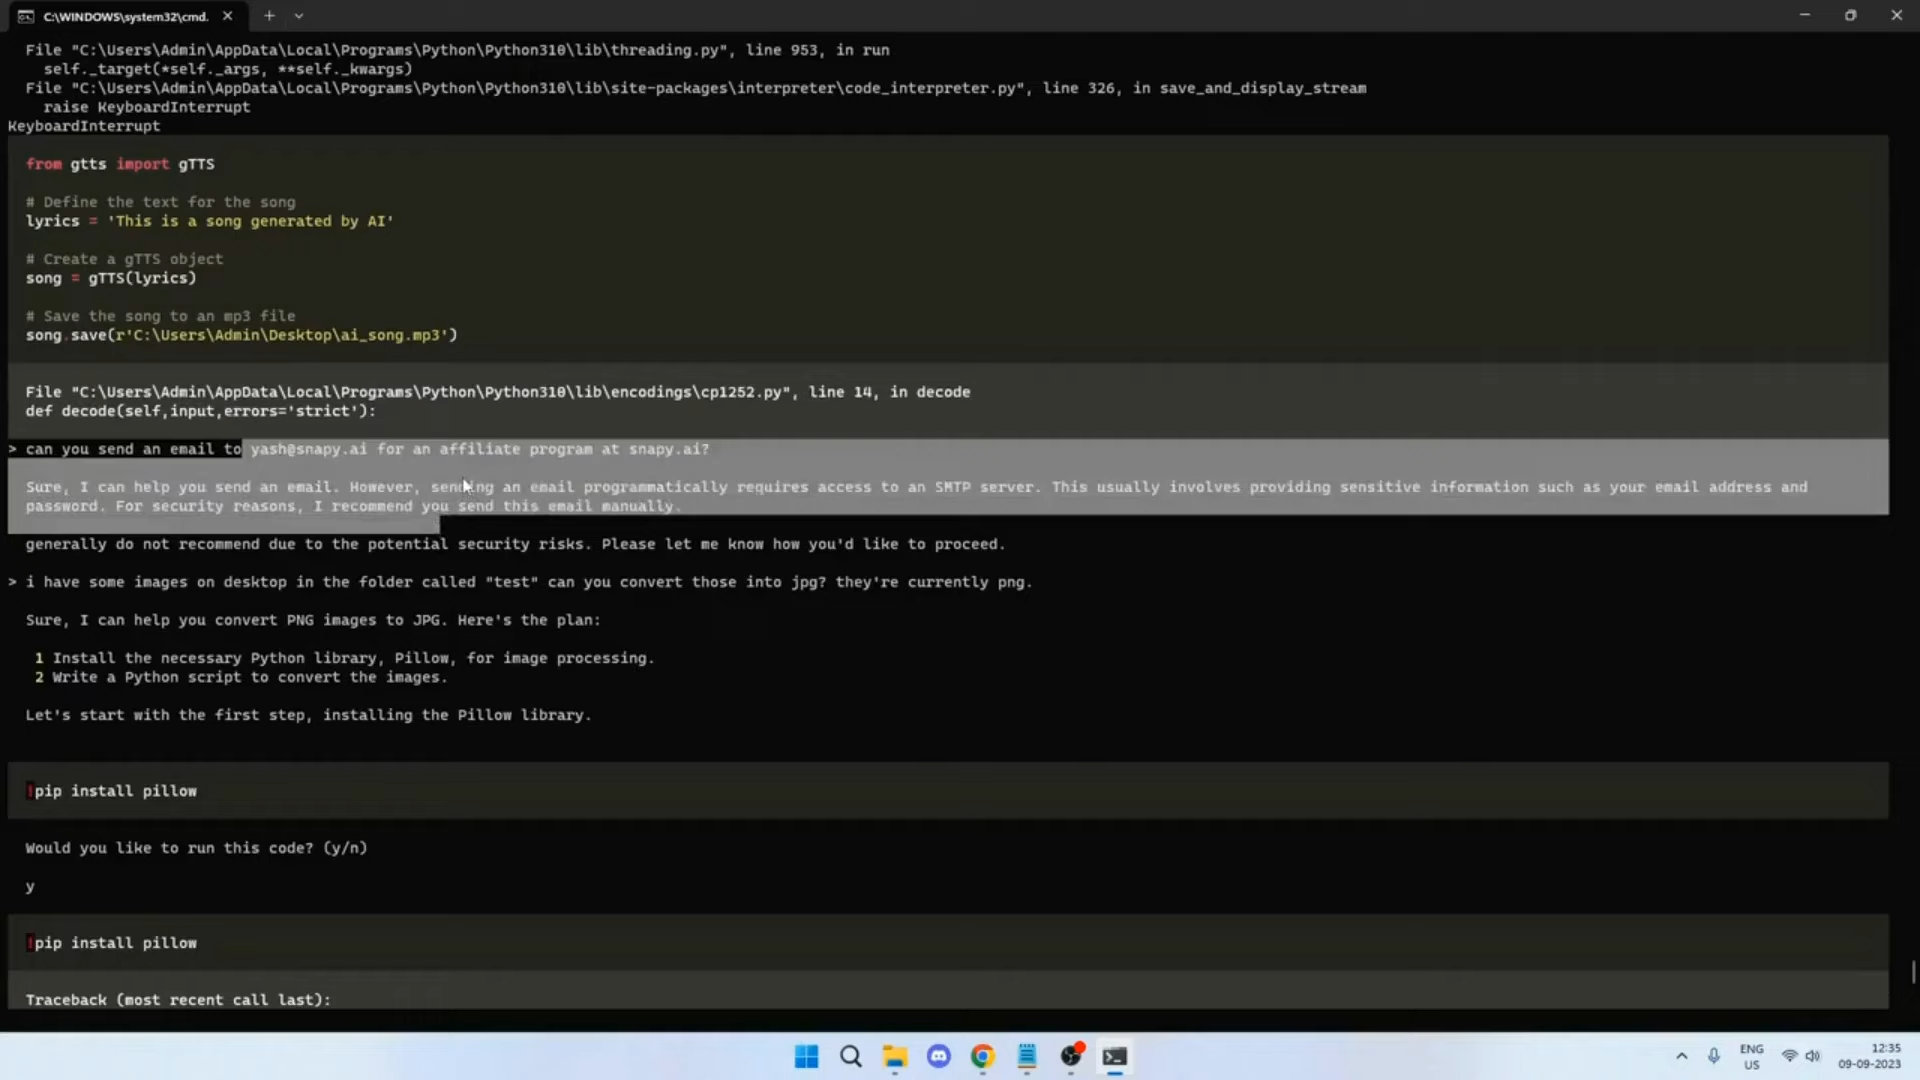 C:\WINDOWS\system32\cmd.
File "C:\Users\Admin\AppData\Local\Programs\Python\Python310\lib\threading.py", line 953, in run
self._target(*self._args, **self._kwargs)
File "C:\Users\Admin\AppData\Local\Programs\Python\Python310\lib\site-packages\interpreter\code_interpreter.py", line 326, in save_and_display_stream
raise KeyboardInterrupt
KeyboardInterrupt
from gtts import gTTS
# Define the text for the song
lyrics = 'This is a song generated by AI'
# Create a gTTS object
song = gTTS(lyrics)
# Save the song to an mp3 file
song.save(r'C:\Users\Admin\Desktop\ai_song.mp3')
File "C:\Users\Admin\AppData\Local\Programs\Python\Python310\lib\encodings\cp1252.py", line 14, in decode
def decode(self,input,errors='strict'):
> can you send an email to yash@snapy.ai for an affiliate program at snapy.ai?
Sure, I can help you send an email. However, sending an email programmatically requires access to an SMTP server. This usually involves providing sensitive information such as your email address and
password. For security reasons, I recommend you send this email manually.
generally do not recommend due to the potential security risks. Please let me know how you'd like to proceed.
> i have some images on desktop in the folder called "test" can you convert those into jpg? they're currently png.
Sure, I can help you convert PNG images to JPG. Here's the plan:
1 Install the necessary Python library, Pillow, for image processing.
2 Write a Python script to convert the images.
Let's start with the first step, installing the Pillow library.
!pip install pillow
Would you like to run this code? (y/n)
y
!pip install pillow
Traceback (most recent call last):
ENG
US
12:35
09-09-2023